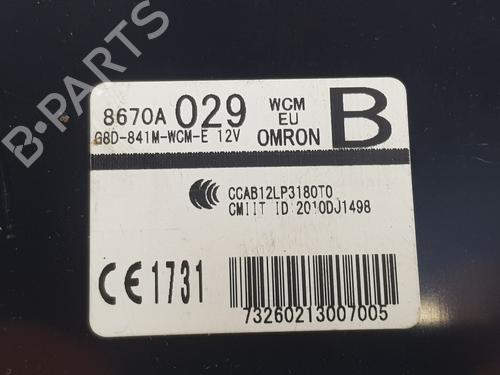 B-PARTS
8670A 029 WCM EU B
G8D-841M-WCM-E 12V OMRON
CCAB12LP3180T0
CMIIT ID:2010DJ1498
CE1731
73260213007005